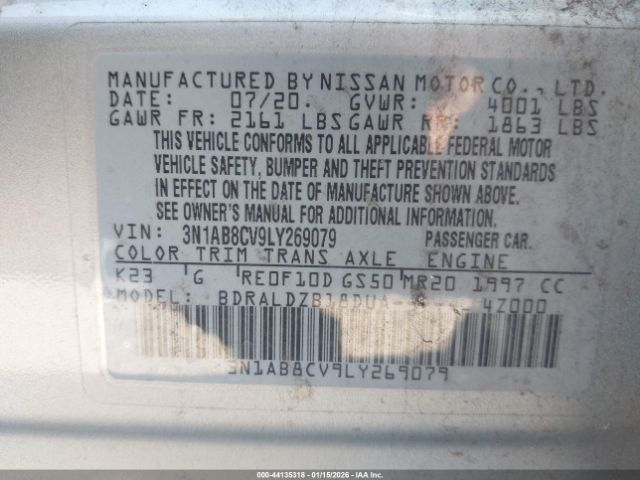 MANUFACTURED BY NISSAN MOTOR CO., LTD.
DATE: 07/20. GVWR: 4001 LBS
GAWR FR: 2161 LBS GAWR RR: 1863 LBS
THIS VEHICLE CONFORMS TO ALL APPLICABLE FEDERAL MOTOR
VEHICLE SAFETY, BUMPER AND THEFT PREVENTION STANDARDS
IN EFFECT ON THE DATE OF MANUFACTURE SHOWN ABOVE.
SEE OWNER'S MANUAL FOR ADDITIONAL INFORMATION.
VIN: 3N1AB8CV9LY269079 PASSENGER CAR.
COLOR TRIM TRANS AXLE ENGINE
K23 G RE0F10D GS50 MR20 1997 CC
MODEL: BDRALDZB18DUA- 4Z000
3N1AB8CV9LY269079
000-44135318 - 01/15/2026 - IAA Corp.